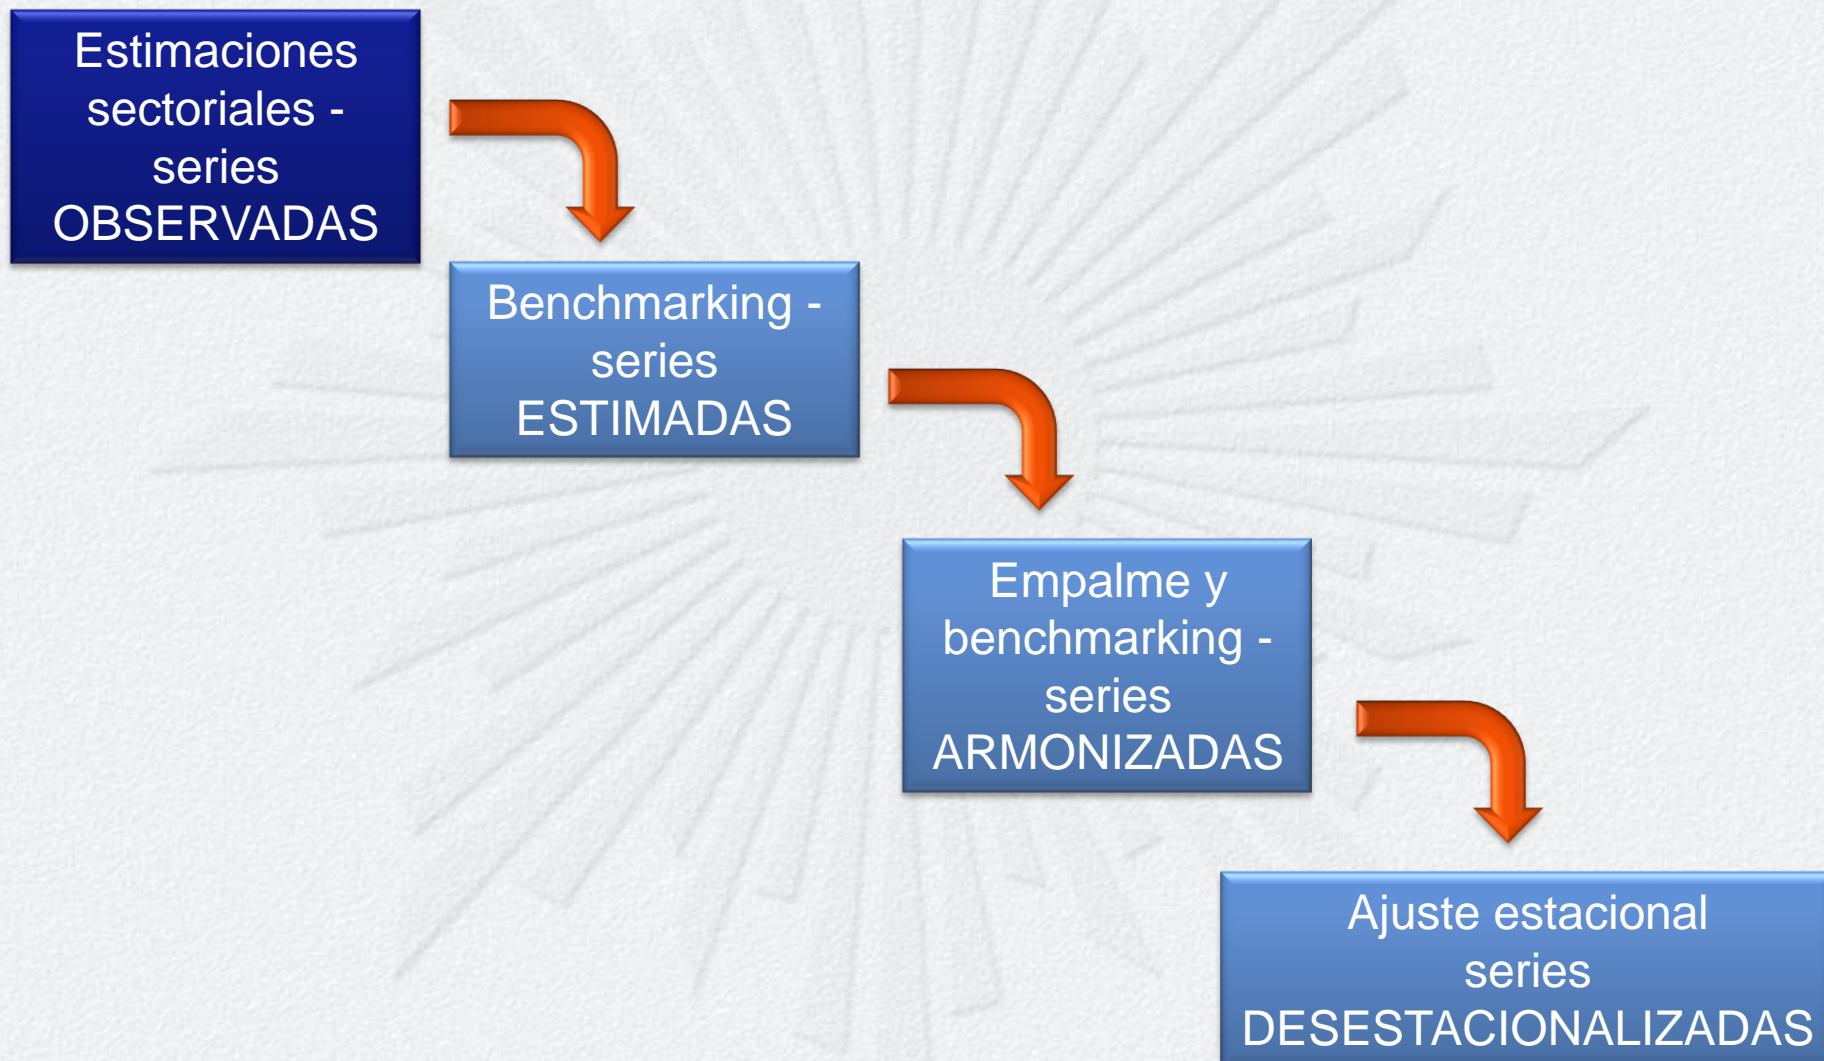 Estimaciones
sectoriales -
series
OBSERVADAS
Benchmarking -
series
ESTIMADAS
Empalme y
benchmarking -
series
ARMONIZADAS
Ajuste estacional
series
DESESTACIONALIZADAS